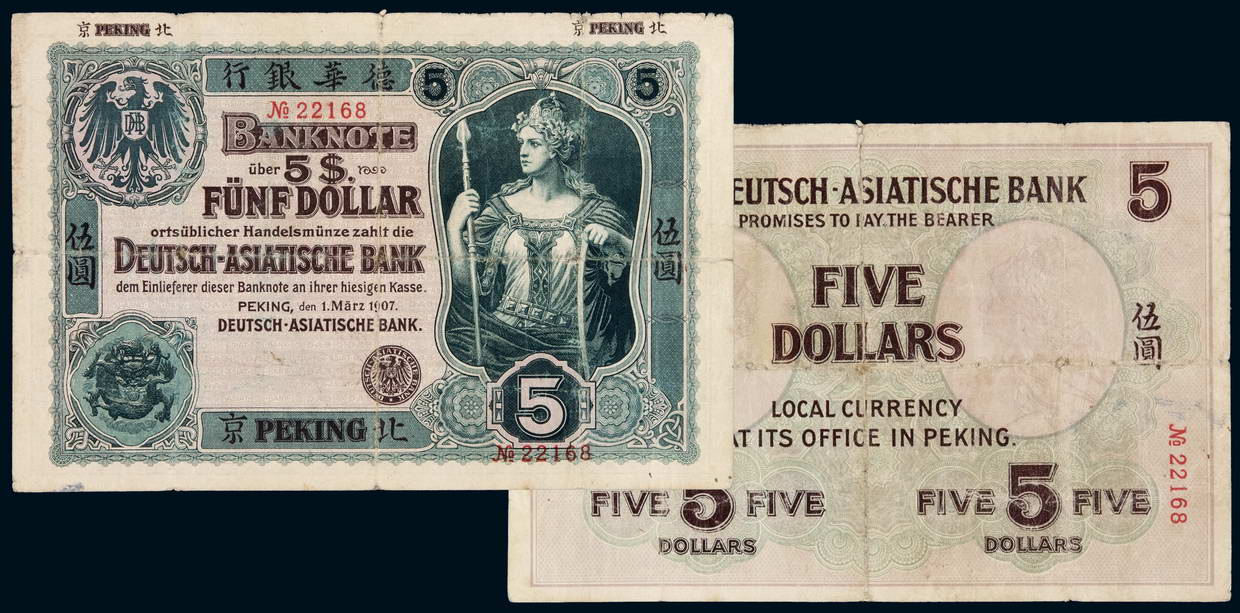 京 PEKING 北
京 PEKING 北
德華銀行
5
5
DAB
№ 22168
BANKNOTE
über 5 $.
FÜNF DOLLAR
ortsüblicher Handelsmünze zahlt die
DEUTSCH-ASIATISCHE BANK
dem Einlieferer dieser Banknote an ihrer hiesigen Kasse.
PEKING, den 1. März 1907.
DEUTSCH-ASIATISCHE BANK.
伍圓
伍圓
京 PEKING 北
5
№ 22168
EUTSCH-ASIATISCHE BANK
5
PROMISES TO PAY THE BEARER
FIVE
DOLLARS
伍圓
LOCAL CURRENCY
AT ITS OFFICE IN PEKING.
№ 22168
FIVE 5 FIVE
DOLLARS
FIVE 5 FIVE
DOLLARS